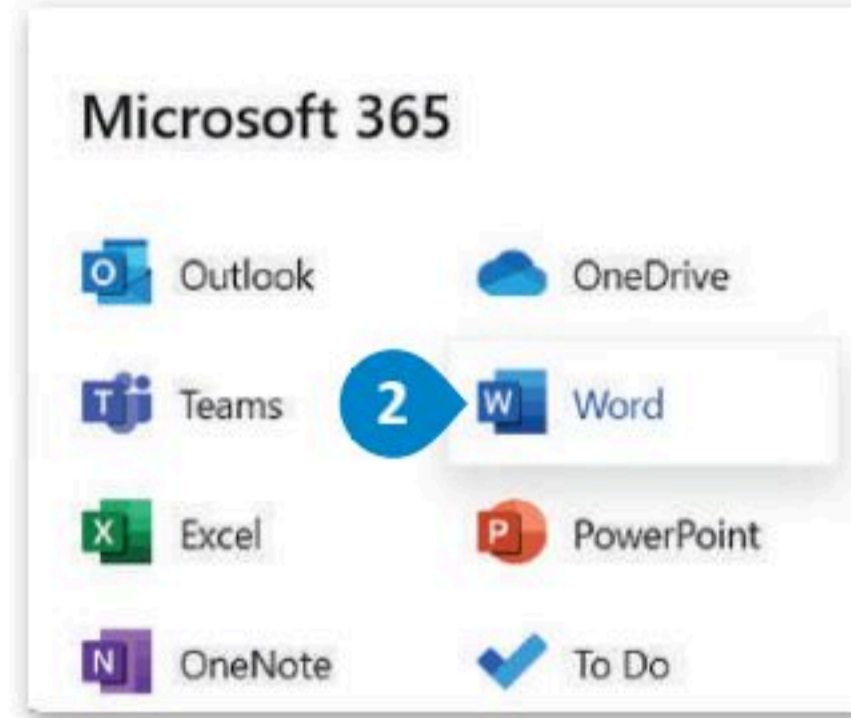 Microsoft 365
Outlook OneDrive
Teams 2 Word
Excel PowerPoint
OneNote To Do